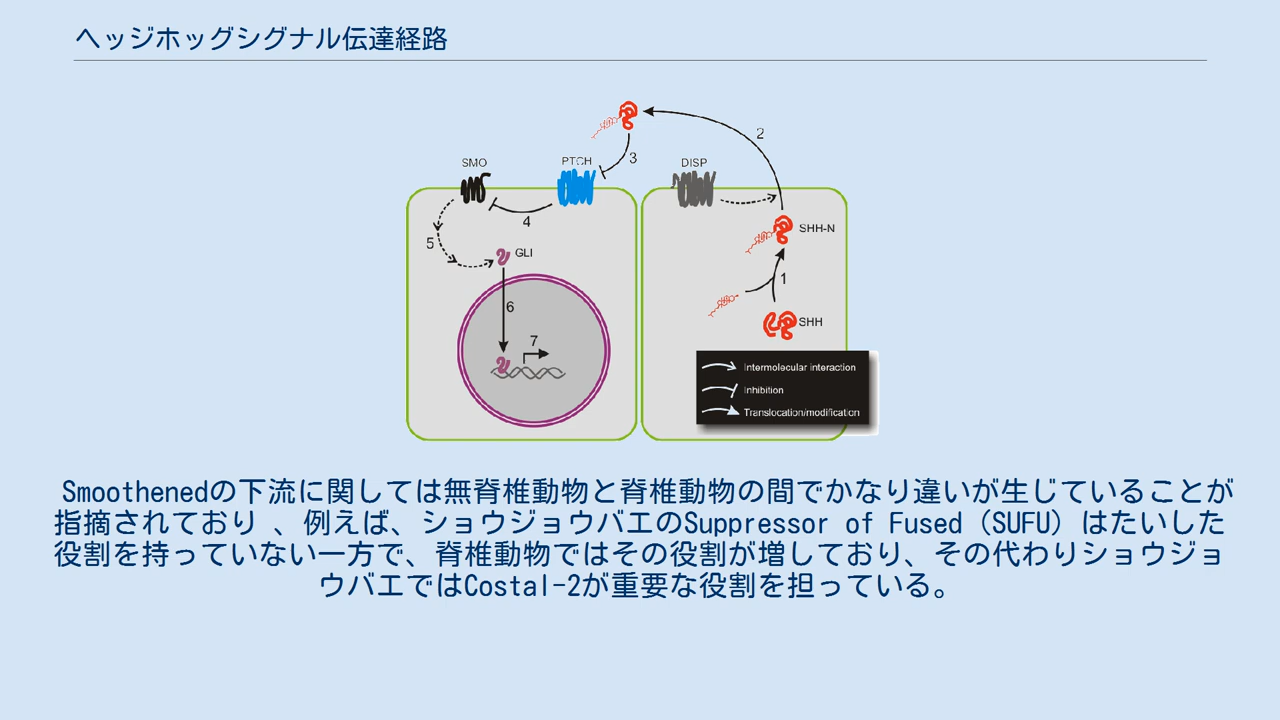 ヘッジホッグシグナル伝達経路
2
3
SMO
PTCH
DISP
4
5
GLI
SHH-N
1
6
SHH
7
Intermolecular interaction
Inhibition
Translocation/modification
Smoothenedの下流に関しては無脊椎動物と脊椎動物の間でかなり違いが生じていることが
指摘されており 、例えば、ショウジョウバエのSuppressor of Fused (SUFU) はたいした
役割を持っていない一方で、脊椎動物ではその役割が増しており、その代わりショウジョ
ウバエではCostal-2が重要な役割を担っている。